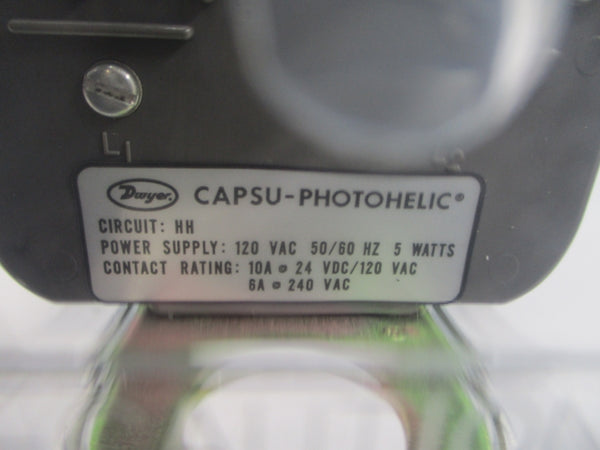 L1
Dwyer.
CAPSU-PHOTOHELIC®
CIRCUIT: HH
POWER SUPPLY: 120 VAC 50/60 HZ 5 WATTS
CONTACT RATING: 10A @ 24 VDC/120 VAC
6A @ 240 VAC